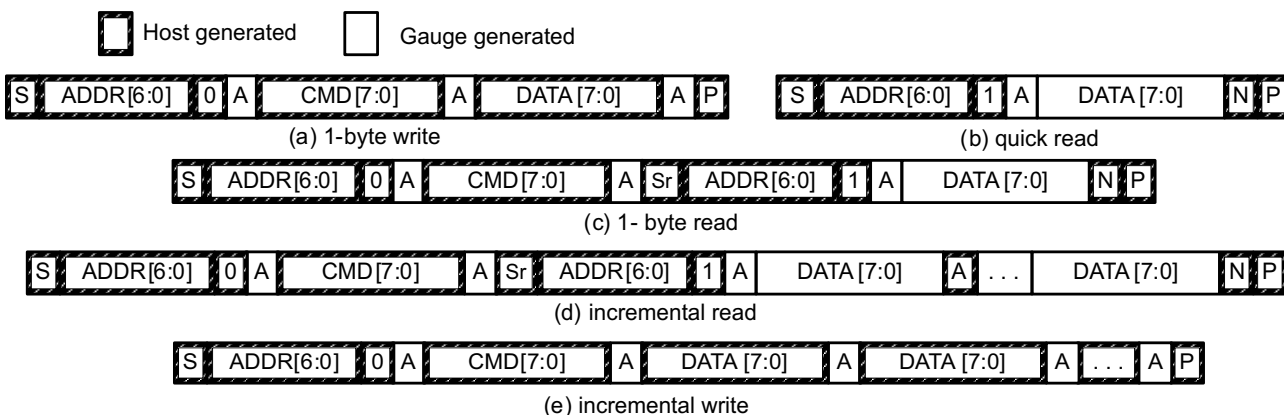 Host generated Gauge generated
S ADDR[6:0] 0 A CMD[7:0] A DATA[7:0] A P S ADDR[6:0] 1 A DATA[7:0] N P
(a) 1-byte write (b) quick read
S ADDR[6:0] 0 A CMD[7:0] A Sr ADDR[6:0] 1 A DATA[7:0] N P
(c) 1- byte read
S ADDR[6:0] 0 A CMD[7:0] A Sr ADDR[6:0] 1 A DATA[7:0] A . . . DATA[7:0] N P
(d) incremental read
S ADDR[6:0] 0 A CMD[7:0] A DATA[7:0] A DATA[7:0] A . . . A P
(e) incremental write